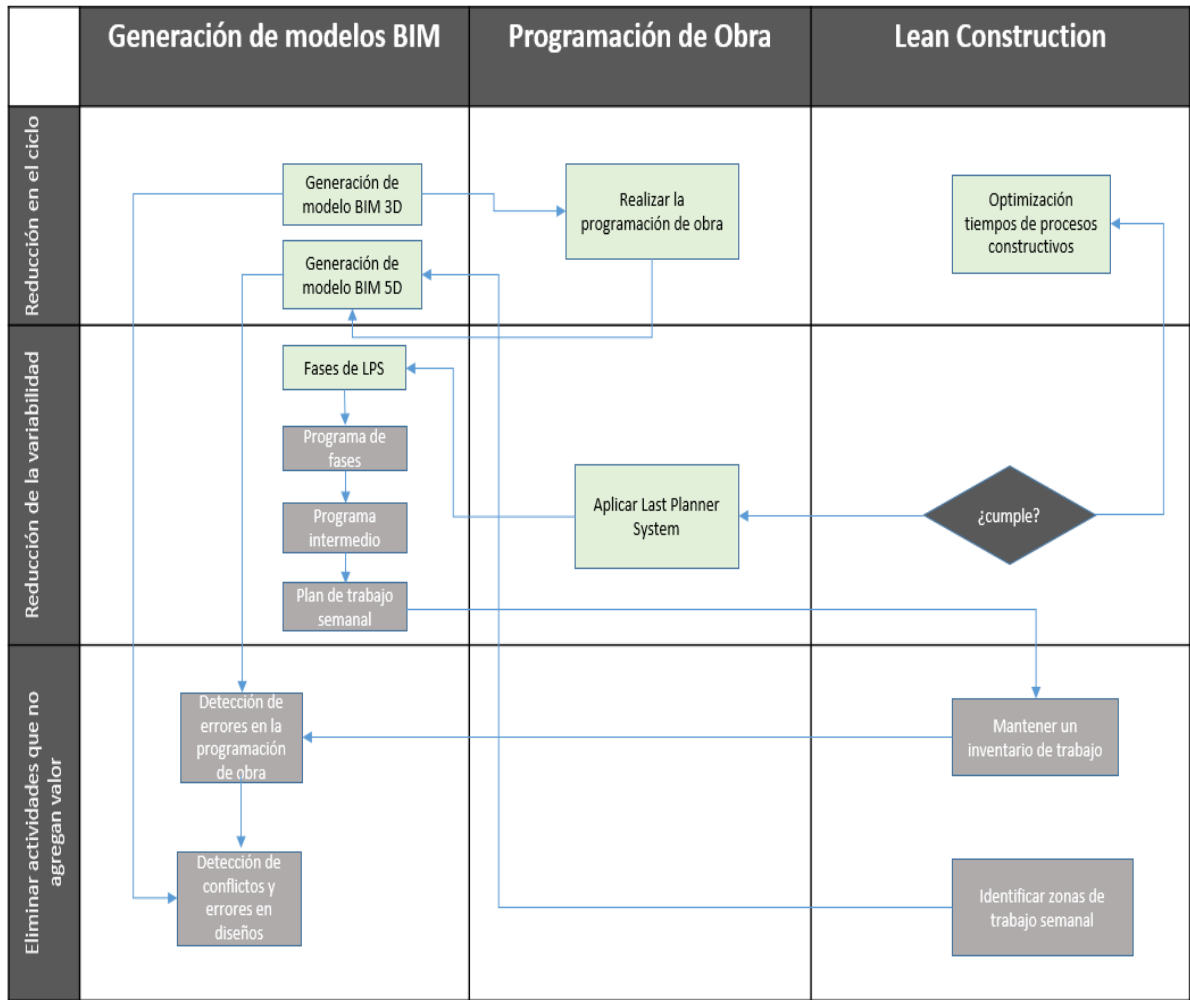 Generación de modelos BIM
Programación de Obra
Lean Construction
Reducción en el ciclo
Generación de
modelo BIM 3D
Realizar la
programación de obra
Optimización
tiempos de procesos
constructivos
Generación de
modelo BIM 5D
Reducción de la variabilidad
Fases de LPS
Programa de
fases
Programa
intermedio
Plan de trabajo
semanal
Aplicar Last Planner
System
¿cumple?
Eliminar actividades que no
agregan valor
Detección de
errores en la
programación
de obra
Mantener un
inventario de trabajo
Detección de
conflictos y
errores en
diseños
Identificar zonas de
trabajo semanal